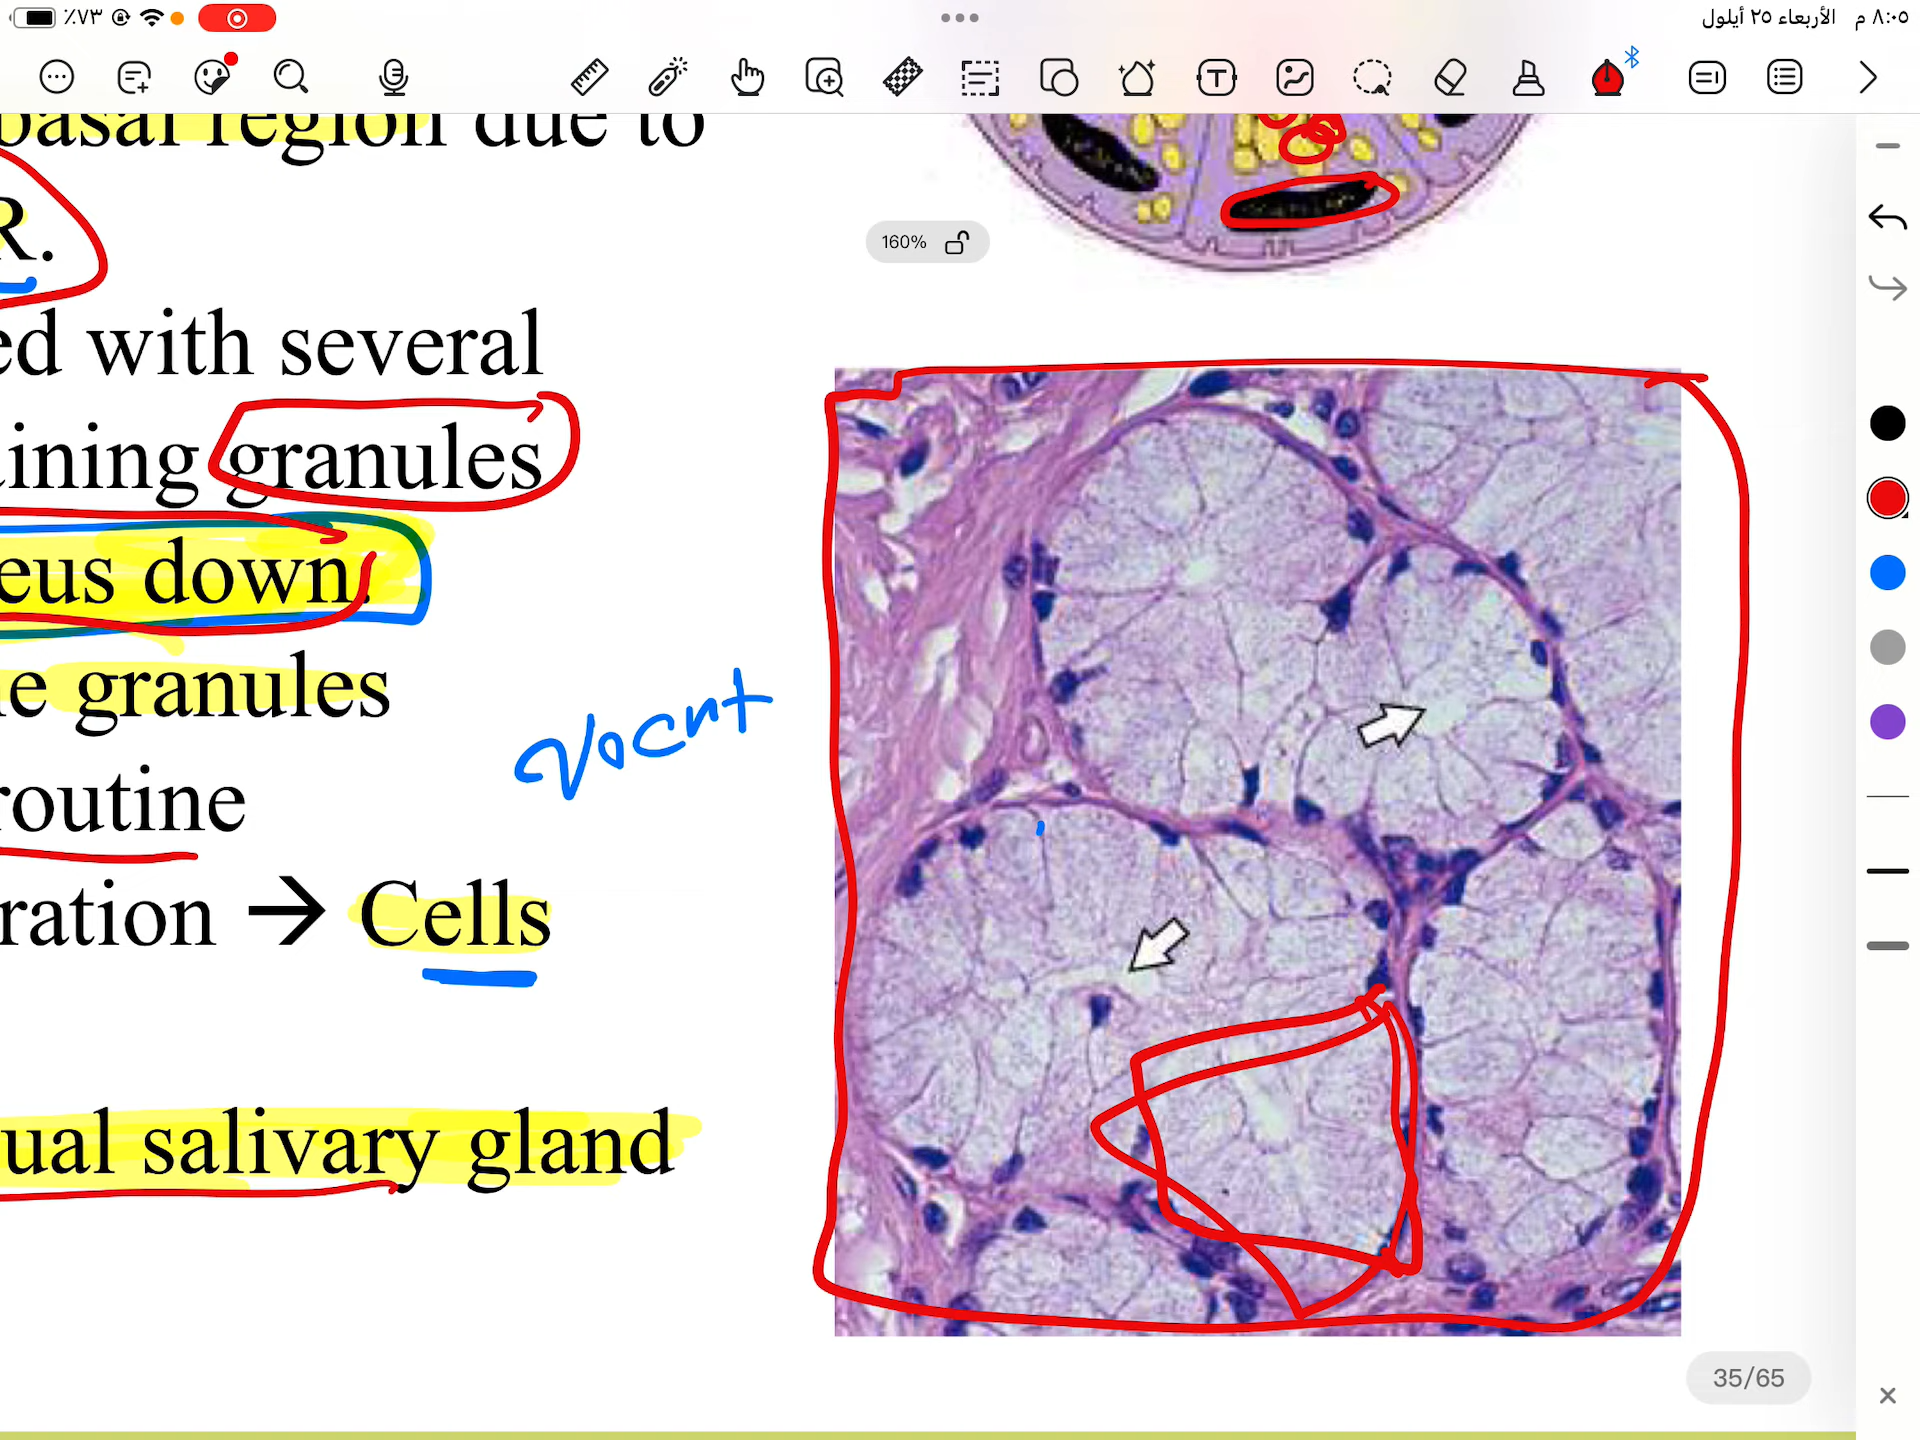 ٪٧٣
٨:٠٥ م الأربعاء ٢٥ أيلول
basal region due to
R.
160%
ed with several
ining granules
eus down.
e granules
vocnt
routine
ration → Cells
ual salivary gland
35/65